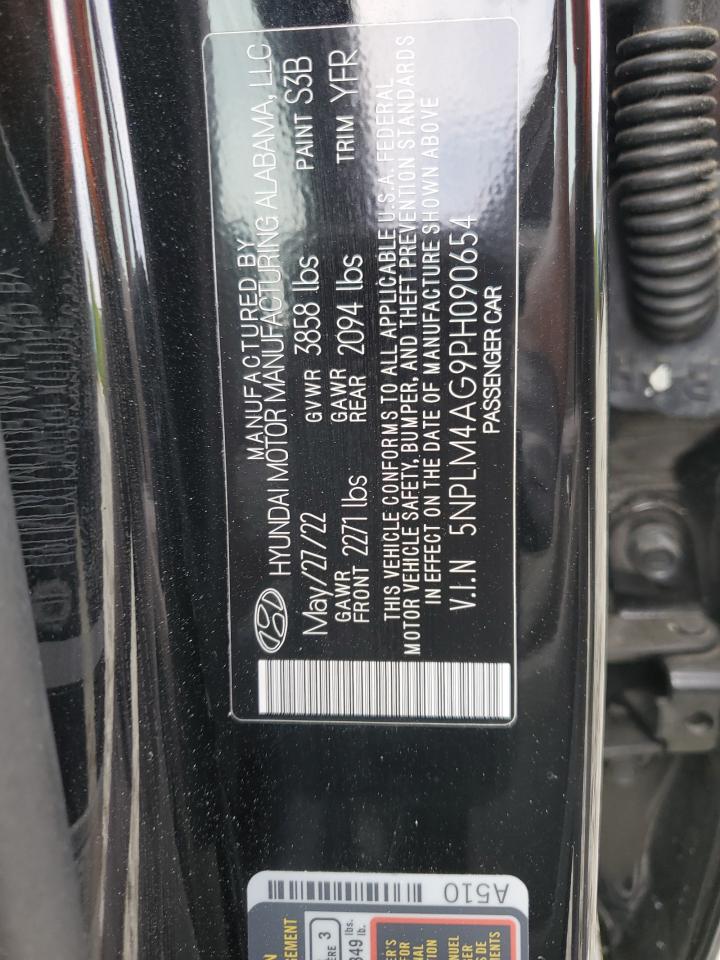 MANUFACTURED BY
HYUNDAI MOTOR MANUFACTURING ALABAMA, LLC
May/27/22 GVWR 3858 lbs PAINT S3B
GAWR FRONT 2271 lbs GAWR REAR 2094 lbs TRIM YFR
THIS VEHICLE CONFORMS TO ALL APPLICABLE U.S.A. FEDERAL
MOTOR VEHICLE SAFETY, BUMPER, AND THEFT PREVENTION STANDARDS
IN EFFECT ON THE DATE OF MANUFACTURE SHOWN ABOVE
V.I.N 5NPLM4AG9PH090654
PASSENGER CAR
A510